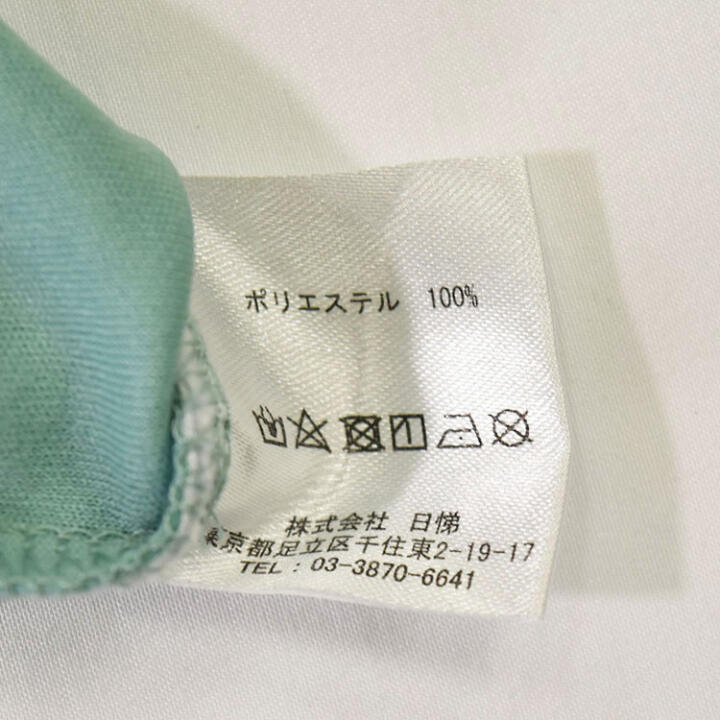 ポリエステル 100%
株式会社 日悌
東京都足立区千住東2-19-17
TEL : 03-3870-6641